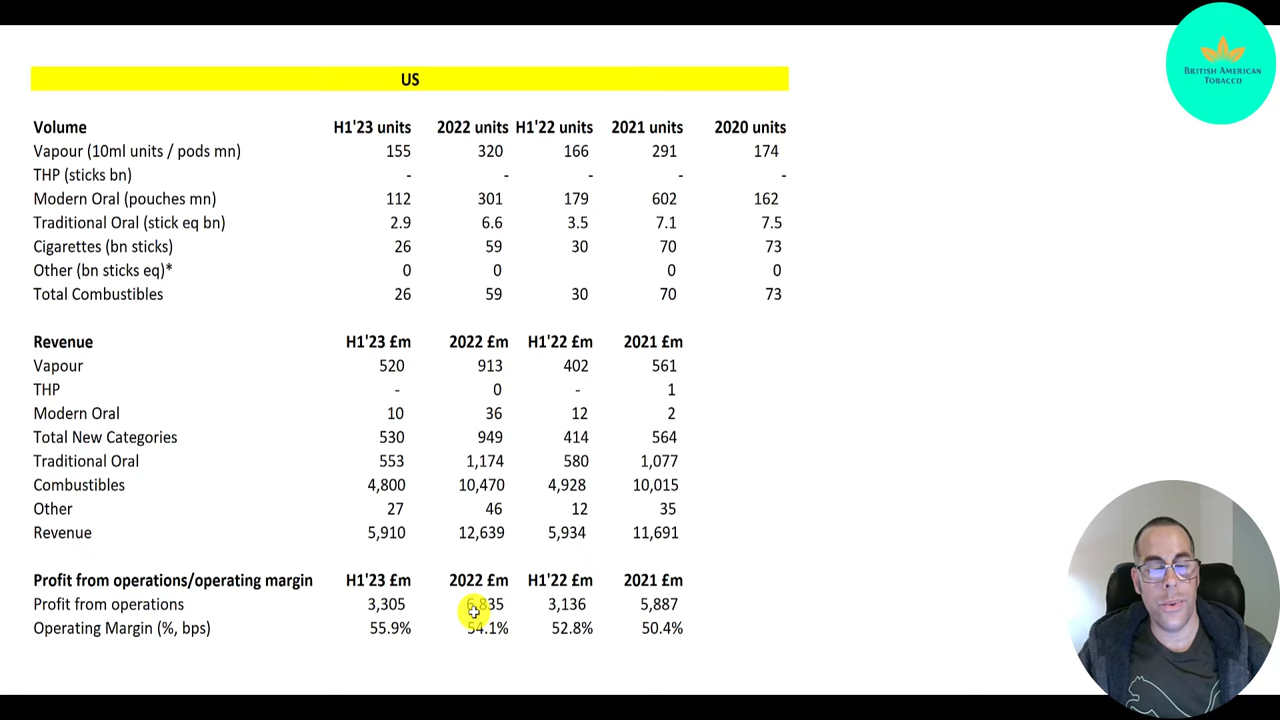 BRITISH AMERICAN
TOBACCO
US
Volume H1'23 units 2022 units H1'22 units 2021 units 2020 units
Vapour (10ml units / pods mn) 155 320 166 291 174
THP (sticks bn) - - - - -
Modern Oral (pouches mn) 112 301 179 602 162
Traditional Oral (stick eq bn) 2.9 6.6 3.5 7.1 7.5
Cigarettes (bn sticks) 26 59 30 70 73
Other (bn sticks eq)* 0 0 0 0
Total Combustibles 26 59 30 70 73
Revenue H1'23 £m 2022 £m H1'22 £m 2021 £m
Vapour 520 913 402 561
THP - 0 - 1
Modern Oral 10 36 12 2
Total New Categories 530 949 414 564
Traditional Oral 553 1,174 580 1,077
Combustibles 4,800 10,470 4,928 10,015
Other 27 46 12 35
Revenue 5,910 12,639 5,934 11,691
Profit from operations/operating margin H1'23 £m 2022 £m H1'22 £m 2021 £m
Profit from operations 3,305 6,835 3,136 5,887
Operating Margin (%, bps) 55.9% 54.1% 52.8% 50.4%